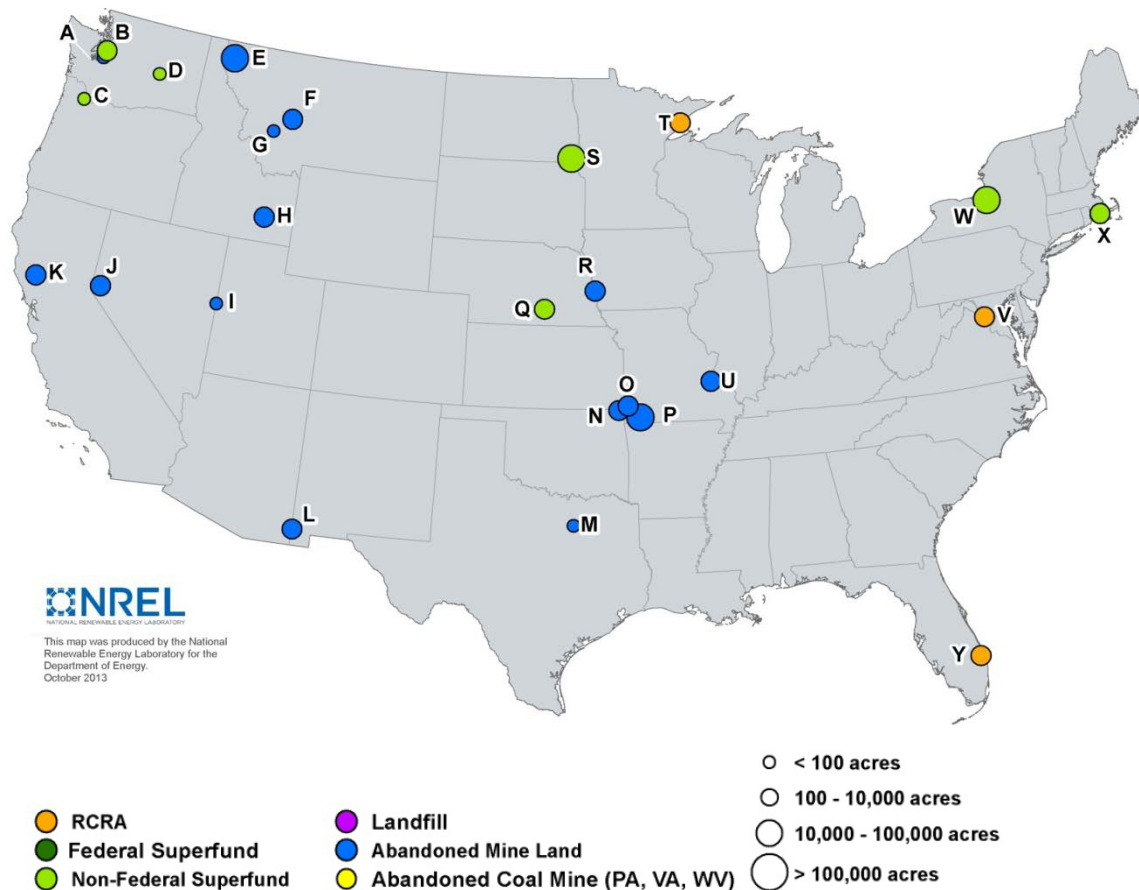 A
B
C
D
E
F
G
H
I
J
K
L
M
N
O
P
Q
R
S
T
U
V
W
X
Y
NREL
NATIONAL RENEWABLE ENERGY LABORATORY
This map was produced by the National
Renewable Energy Laboratory for the
Department of Energy.
October 2013
RCRA
Federal Superfund
Non-Federal Superfund
Landfill
Abandoned Mine Land
Abandoned Coal Mine (PA, VA, WV)
< 100 acres
100 - 10,000 acres
10,000 - 100,000 acres
> 100,000 acres